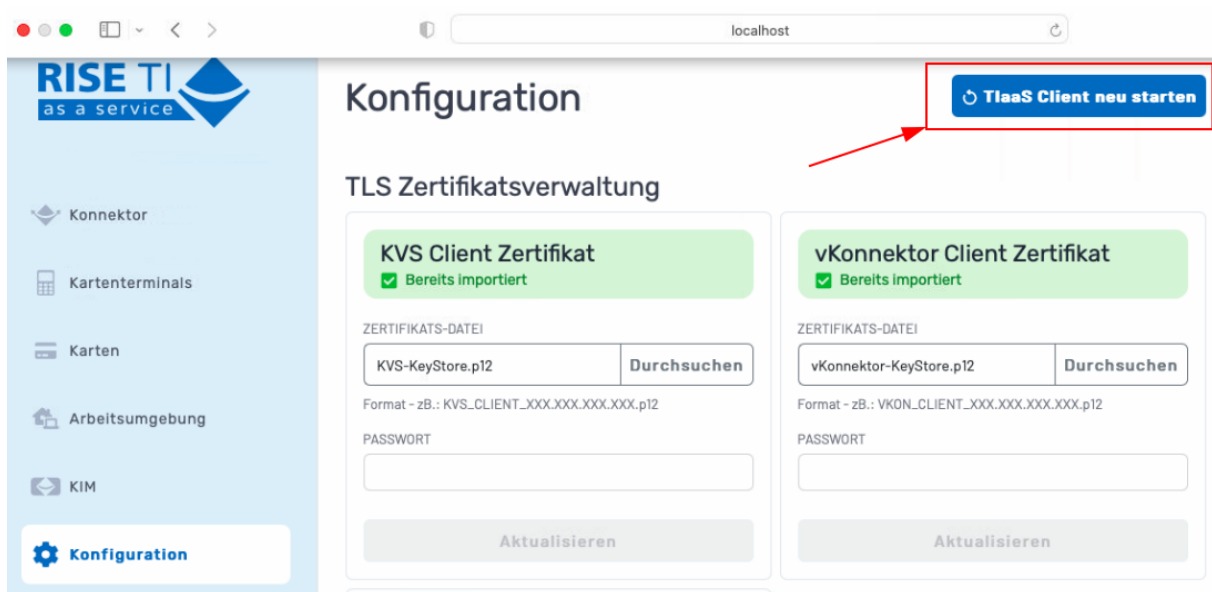 localhost
RISE TI
as a service
Konfiguration
TIaaS Client neu starten
TLS Zertifikatsverwaltung
Konnektor
Kartenterminals
Karten
Arbeitsumgebung
KIM
Konfiguration
KVS Client Zertifikat
Bereits importiert
ZERTIFIKATS-DATEI
KVS-KeyStore.p12 Durchsuchen
Format - zB.: KVS_CLIENT_XXX.XXX.XXX.XXX.p12
PASSWORT
Aktualisieren
vKonnektor Client Zertifikat
Bereits importiert
ZERTIFIKATS-DATEI
vKonnektor-KeyStore.p12 Durchsuchen
Format - zB.: VKON_CLIENT_XXX.XXX.XXX.XXX.p12
PASSWORT
Aktualisieren